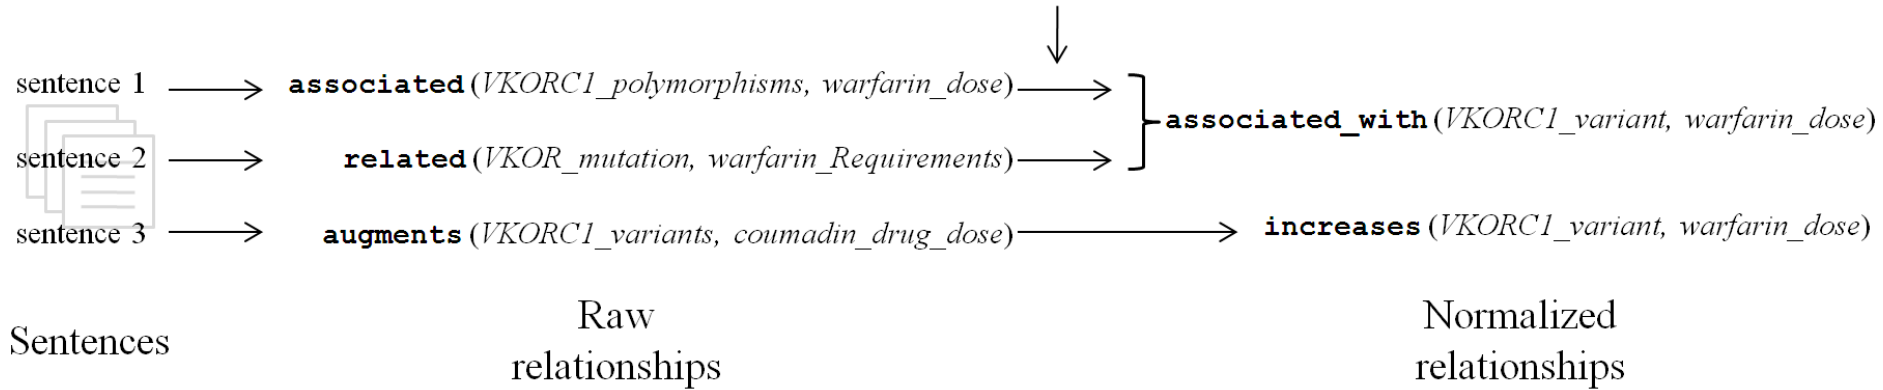 sentence 1 associated(VKORC1_polymorphisms, warfarin_dose)
associated_with(VKORC1_variant, warfarin_dose)
sentence 2 related(VKOR_mutation, warfarin_Requirements)
sentence 3 augments(VKORC1_variants, coumadin_drug_dose) increases(VKORC1_variant, warfarin_dose)
Sentences
Raw
relationships
Normalized
relationships